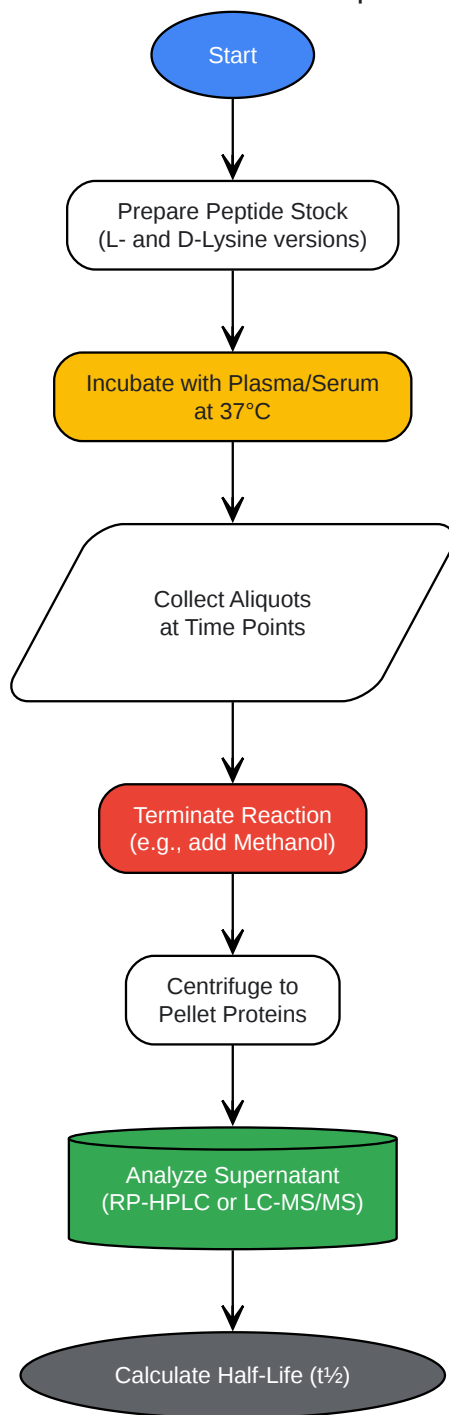 Start
Prepare Peptide Stock
(L- and D-Lysine versions)
Incubate with Plasma/Serum
at 37°C
Collect Aliquots
at Time Points
Terminate Reaction
(e.g., add Methanol)
Centrifuge to
Pellet Proteins
Analyze Supernatant
(RP-HPLC or LC-MS/MS)
Calculate Half-Life (t½)